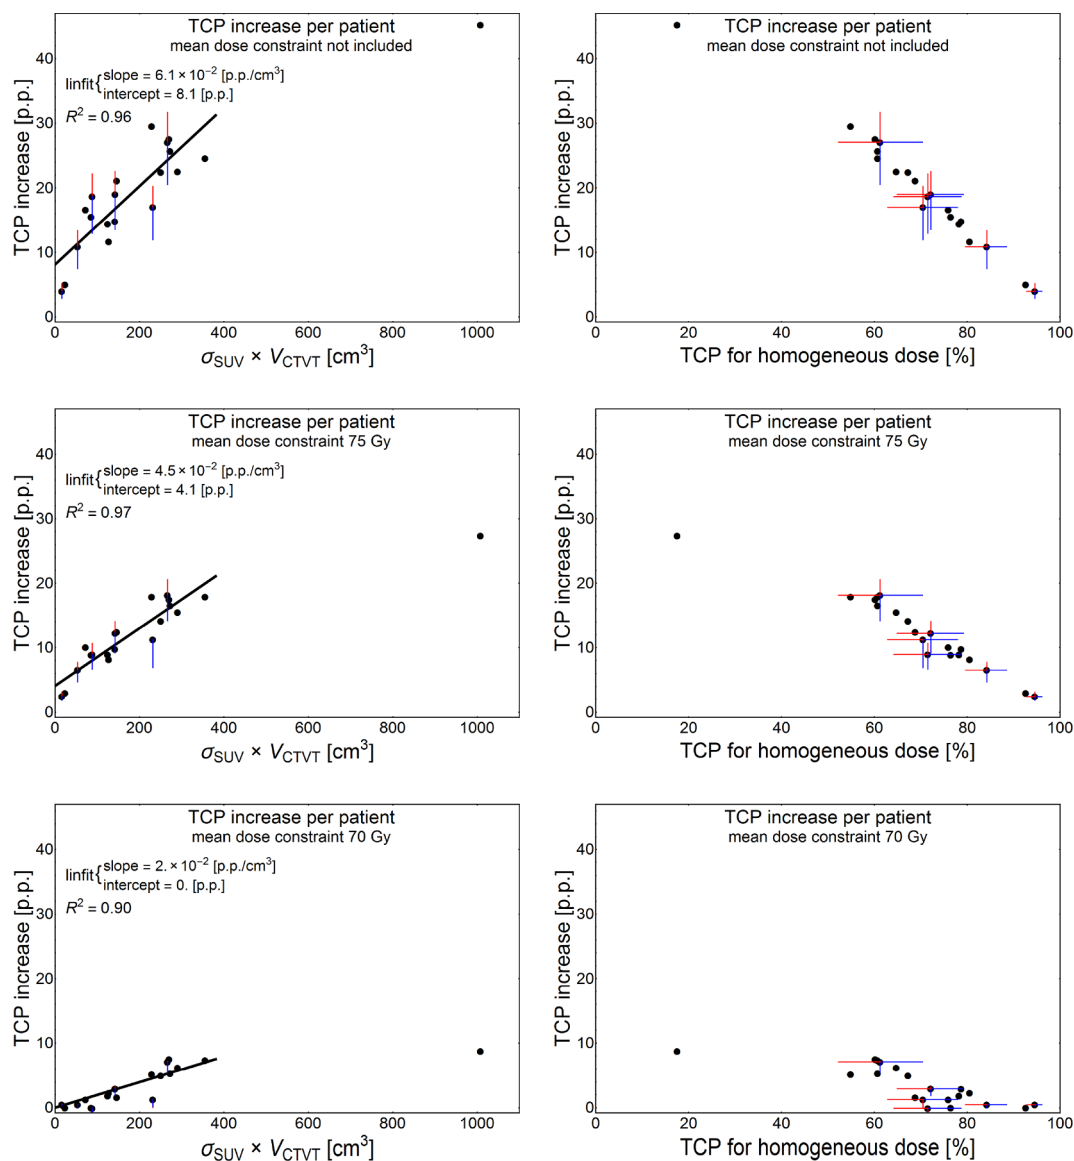 TCP increase per patient
mean dose constraint not included
linfit{slope = 6.1 × 10⁻² [p.p./cm³]
intercept = 8.1 [p.p.]
R² = 0.96
TCP increase [p.p.]
40
30
20
10
0
0 200 400 600 800 1000
σSUV × VCTVT [cm³]
TCP increase per patient
mean dose constraint not included
TCP increase [p.p.]
40
30
20
10
0
0 20 40 60 80 100
TCP for homogeneous dose [%]
TCP increase per patient
mean dose constraint 75 Gy
linfit{slope = 4.5 × 10⁻² [p.p./cm³]
intercept = 4.1 [p.p.]
R² = 0.97
TCP increase [p.p.]
40
30
20
10
0
0 200 400 600 800 1000
σSUV × VCTVT [cm³]
TCP increase per patient
mean dose constraint 75 Gy
TCP increase [p.p.]
40
30
20
10
0
0 20 40 60 80 100
TCP for homogeneous dose [%]
TCP increase per patient
mean dose constraint 70 Gy
linfit{slope = 2. × 10⁻² [p.p./cm³]
intercept = 0. [p.p.]
R² = 0.90
TCP increase [p.p.]
40
30
20
10
0
0 200 400 600 800 1000
σSUV × VCTVT [cm³]
TCP increase per patient
mean dose constraint 70 Gy
TCP increase [p.p.]
40
30
20
10
0
0 20 40 60 80 100
TCP for homogeneous dose [%]